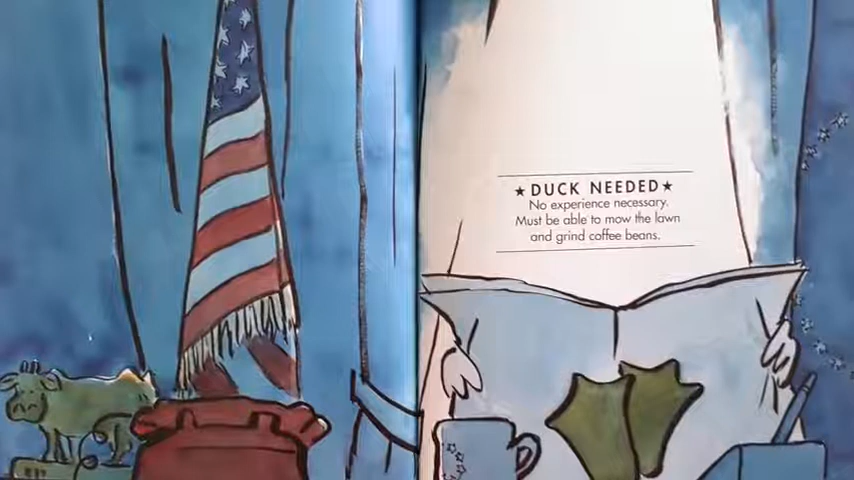 ★ DUCK NEEDED ★
No experience necessary.
Must be able to mow the lawn
and grind coffee beans.